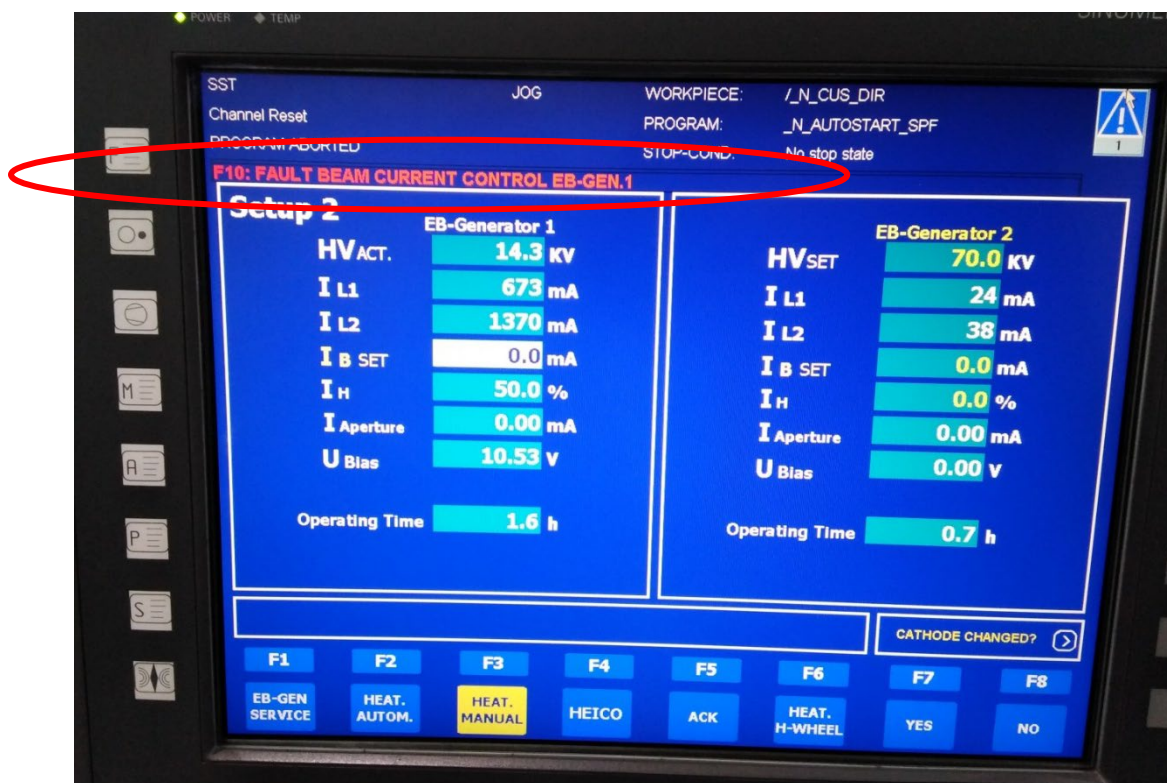 POWER TEMP
SST JOG WORKPIECE: /_N_CUS_DIR
Channel Reset PROGRAM: _N_AUTOSTART_SPF
PROGRAM ABORTED STOP-COND: No stop state
1
F10: FAULT BEAM CURRENT CONTROL EB-GEN.1
Setup 2
EB-Generator 1
HV ACT. 14.3 KV
I L1 673 mA
I L2 1370 mA
I B SET 0.0 mA
I H 50.0 %
I Aperture 0.00 mA
U Bias 10.53 V
Operating Time 1.6 h
EB-Generator 2
HV SET 70.0 KV
I L1 24 mA
I L2 38 mA
I B SET 0.0 mA
I H 0.0 %
I Aperture 0.00 mA
U Bias 0.00 V
Operating Time 0.7 h
CATHODE CHANGED?
F1 F2 F3 F4 F5 F6 F7 F8
EB-GEN SERVICE
HEAT. AUTOM.
HEAT. MANUAL
HEICO
ACK
HEAT. H-WHEEL
YES
NO
M
A
P
S